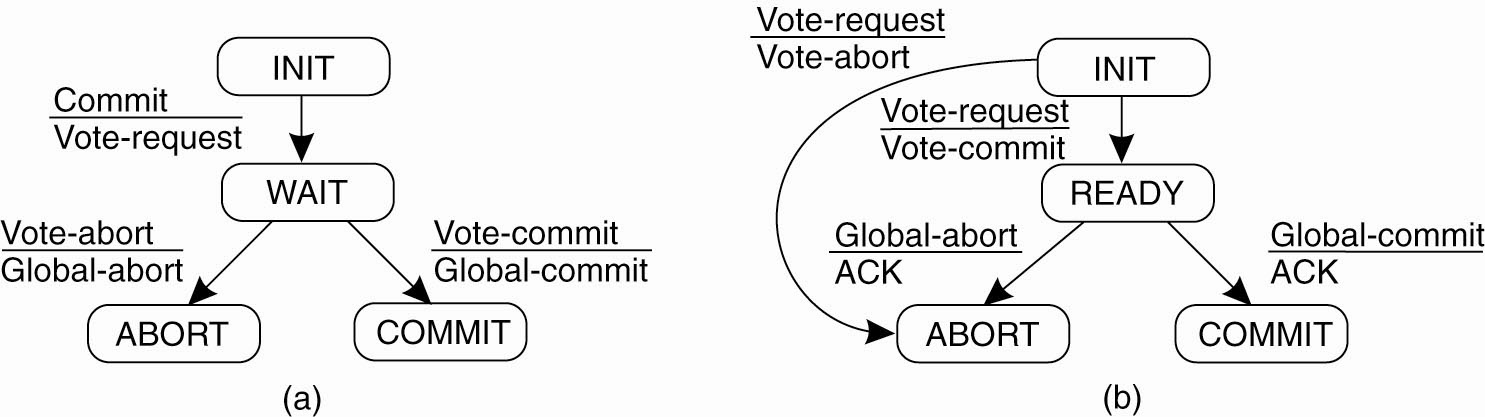 INIT
Commit
Vote-request
WAIT
Vote-abort
Global-abort
Vote-commit
Global-commit
ABORT
COMMIT
(a)
Vote-request
Vote-abort
INIT
Vote-request
Vote-commit
READY
Global-abort
ACK
Global-commit
ACK
ABORT
COMMIT
(b)